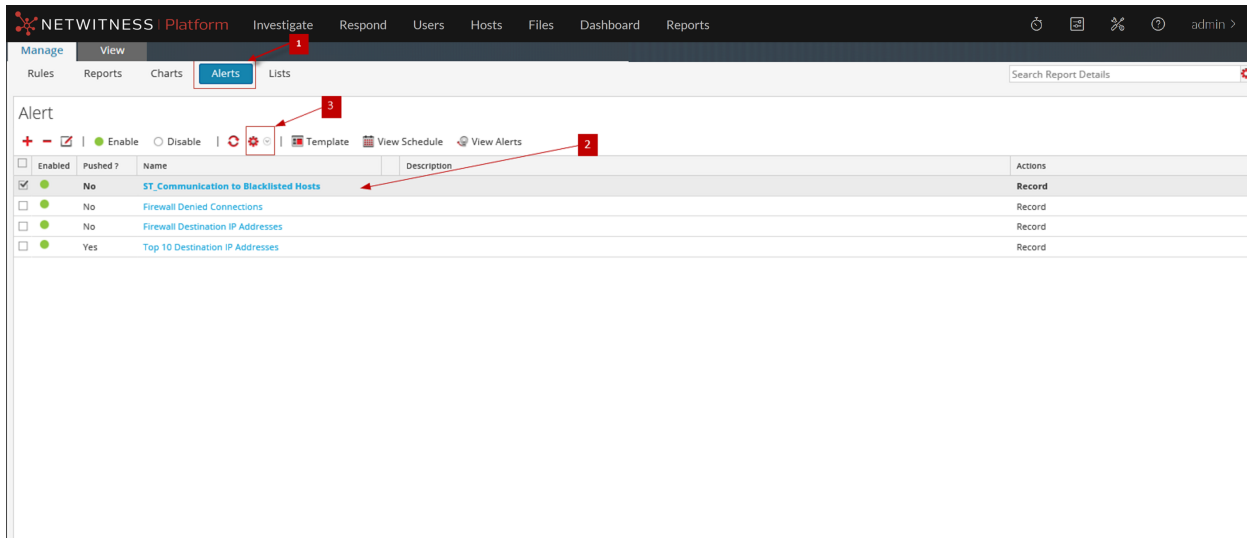 NETWITNESS | Platform Investigate Respond Users Hosts Files Dashboard Reports admin >
Manage View
1
Rules Reports Charts Alerts Lists Search Report Details
Alert
3
Enable Disable Template View Schedule View Alerts
2
Enabled Pushed ? Name Description Actions
No ST_Communication to Blacklisted Hosts Record
No Firewall Denied Connections Record
No Firewall Destination IP Addresses Record
Yes Top 10 Destination IP Addresses Record